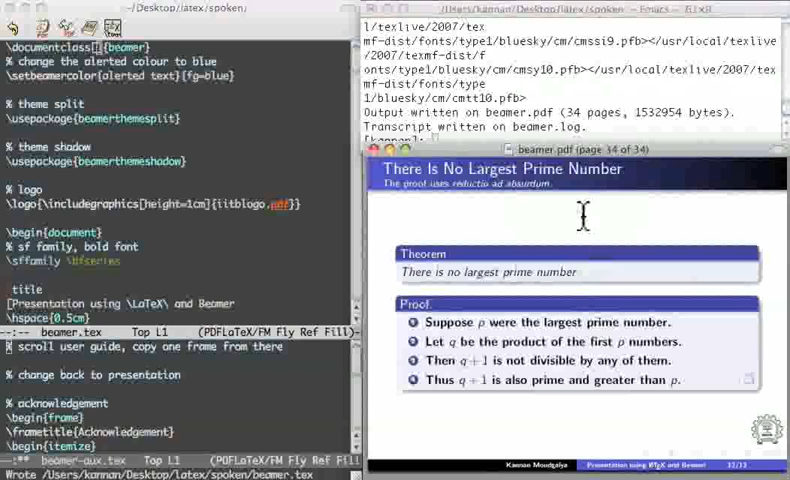 ~/Desktop/latex/spoken/
\documentclass[]{beamer}
% change the alerted colour to blue
\setbeamercolor{alerted text}{fg=blue}
% theme split
\usepackage{beamerthemesplit}
% theme shadow
\usepackage{beamerthemeshadow}
% logo
\logo{\includegraphics[height=1cm]{iitblogo.pdf}}
\begin{document}
% sf family, bold font
\sffamily \bfseries
title
[Presentation using \LaTeX\ and Beamer
\hspace{0.5cm}
--:-- beamer.tex Top L1 (PDFLaTeX/FM Fly Ref Fill)
% scroll user guide, copy one frame from there
% change back to presentation
% acknowledgement
\begin{frame}
\frametitle{Acknowledgement}
\begin{itemize}
--:** beamer-aux.tex Top L1 (PDFLaTeX/FM Fly Ref Fill
Wrote /Users/kannan/Desktop/latex/spoken/beamer.tex
l/texlive/2007/tex
mf-dist/fonts/type1/bluesky/cm/cmssi9.pfb></usr/local/texlive
/2007/texmf-dist/f
onts/type1/bluesky/cm/cmsy10.pfb></usr/local/texlive/2007/tex
mf-dist/fonts/type
1/bluesky/cm/cmtt10.pfb>
Output written on beamer.pdf (34 pages, 1532954 bytes).
Transcript written on beamer.log.
beamer.pdf (page 34 of 34)
There Is No Largest Prime Number
The proof uses reductio ad absurdum.
Theorem
There is no largest prime number
Proof.
1 Suppose p were the largest prime number.
2 Let q be the product of the first p numbers.
3 Then q + 1 is not divisible by any of them.
4 Thus q + 1 is also prime and greater than p.
Kannan Moudgalya Presentation using LaTeX and Beamer 33/33